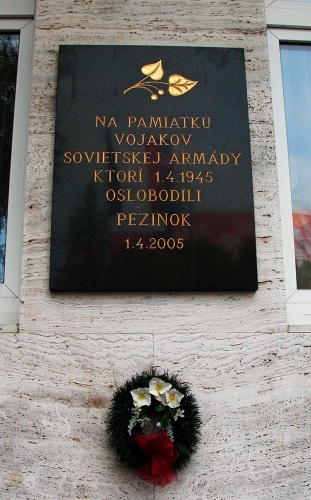 NA PAMIATKU
VOJAKOV
SOVIETSKEJ ARMÁDY
KTORÍ 1.4.1945
OSLOBODILI
PEZINOK
1.4.2005